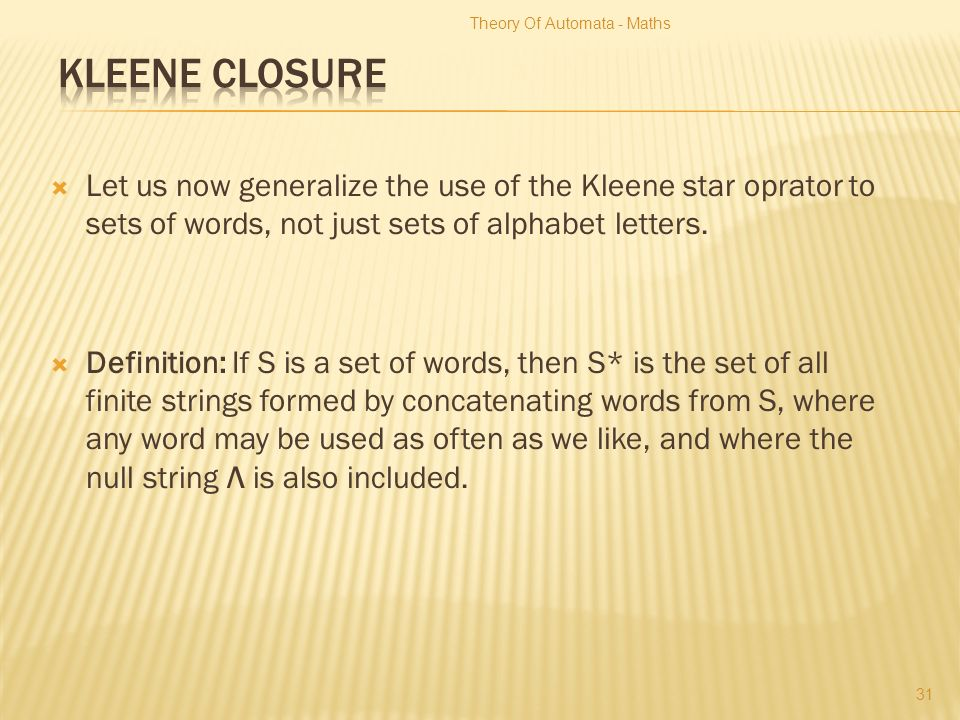 Theory Of Automata - Maths
KLEENE CLOSURE
Let us now generalize the use of the Kleene star oprator to
sets of words, not just sets of alphabet letters.
Definition: If S is a set of words, then S* is the set of all
finite strings formed by concatenating words from S, where
any word may be used as often as we like, and where the
null string Λ is also included.
31